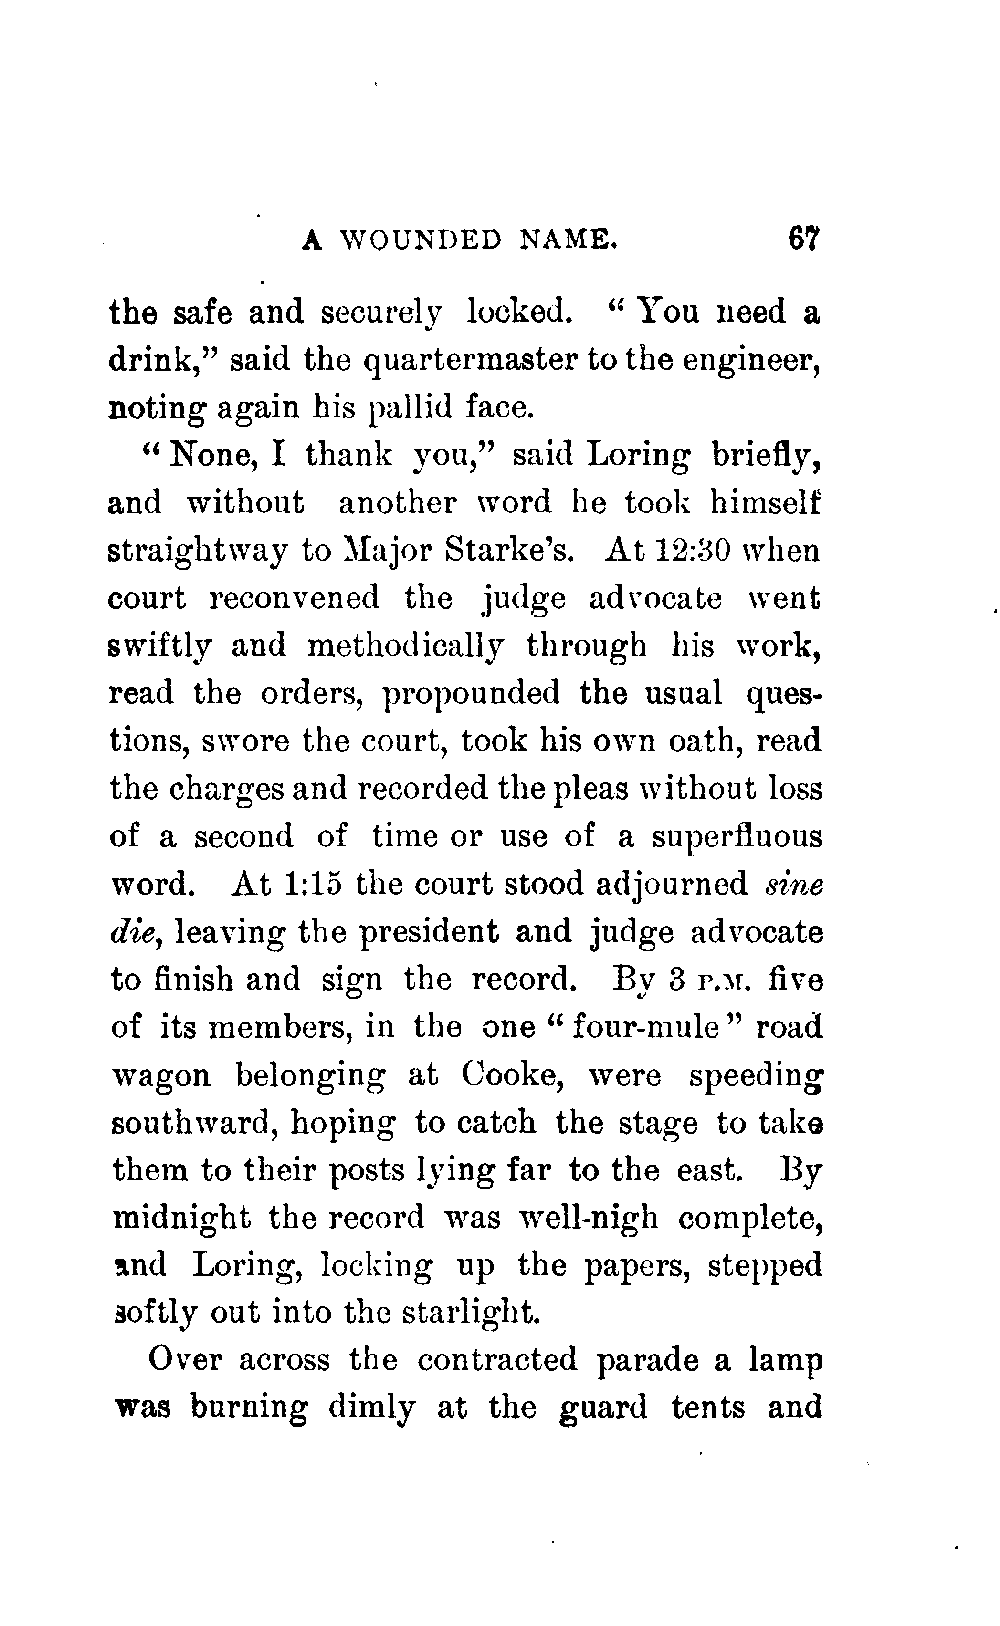 A WOUNDED NAME. 67
the safe and securely locked. “ You need a
drink,” said the quartermaster to the engineer,
noting again his pallid face.
“ None, I thank you,” said Loring briefly,
and without another word he took himself
straightway to Major Starke’s. At 12:30 when
court reconvened the judge advocate went
swiftly and methodically through his work,
read the orders, propounded the usual ques-
tions, swore the court, took his own oath, read
the charges and recorded the pleas without loss
of a second of time or use of a superfluous
word. At 1:15 the court stood adjourned sine
die, leaving the president and judge advocate
to finish and sign the record. By 3 P.M. five
of its members, in the one “ four-mule ” road
wagon belonging at Cooke, were speeding
southward, hoping to catch the stage to take
them to their posts lying far to the east. By
midnight the record was well-nigh complete,
and Loring, locking up the papers, stepped
softly out into the starlight.
Over across the contracted parade a lamp
was burning dimly at the guard tents and